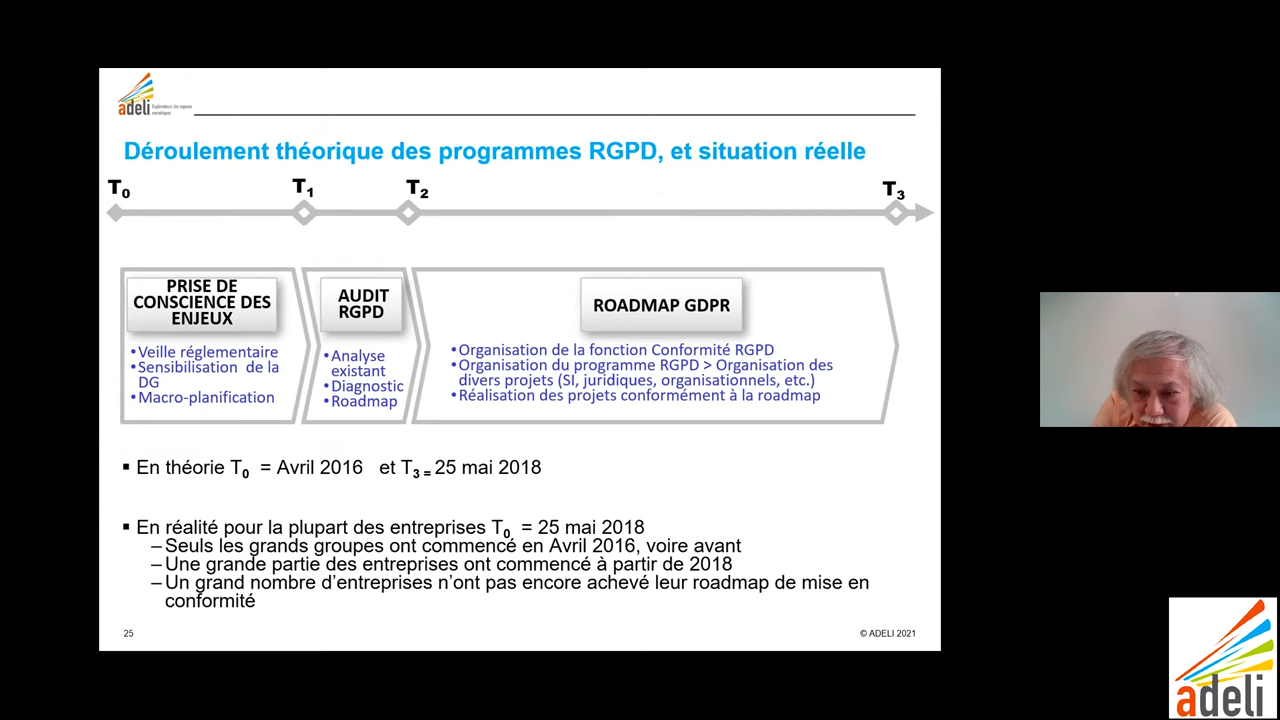 adeli
Explorateurs des espaces
numériques
Déroulement théorique des programmes RGPD, et situation réelle
T0 T1 T2 T3
PRISE DE
CONSCIENCE DES
ENJEUX
•Veille réglementaire
•Sensibilisation de la
DG
•Macro-planification
AUDIT
RGPD
•Analyse
existant
•Diagnostic
•Roadmap
ROADMAP GDPR
•Organisation de la fonction Conformité RGPD
•Organisation du programme RGPD > Organisation des
divers projets (SI, juridiques, organisationnels, etc.)
•Réalisation des projets conformément à la roadmap
▪ En théorie T0 = Avril 2016 et T3 = 25 mai 2018
▪ En réalité pour la plupart des entreprises T0 = 25 mai 2018
–Seuls les grands groupes ont commencé en Avril 2016, voire avant
–Une grande partie des entreprises ont commencé à partir de 2018
–Un grand nombre d'entreprises n'ont pas encore achevé leur roadmap de mise en
conformité
25
© ADELI 2021
adeli